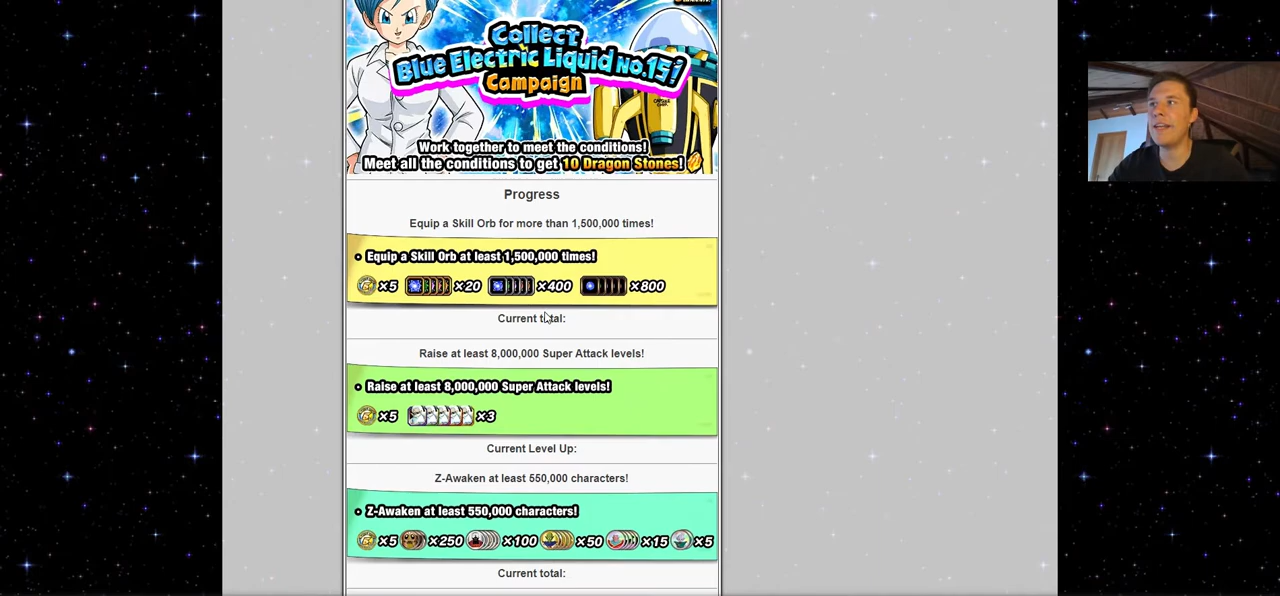 Collect
Blue Electric Liquid No.15!
Campaign
Work together to meet the conditions!
Meet all the conditions to get 10 Dragon Stones!
Progress
Equip a Skill Orb for more than 1,500,000 times!
Equip a Skill Orb at least 1,500,000 times!
×5 ×20 ×400 ×800
Current total:
Raise at least 8,000,000 Super Attack levels!
Raise at least 8,000,000 Super Attack levels!
×5 ×3
Current Level Up:
Z-Awaken at least 550,000 characters!
Z-Awaken at least 550,000 characters!
×5 ×250 ×100 ×50 ×15 ×5
Current total: